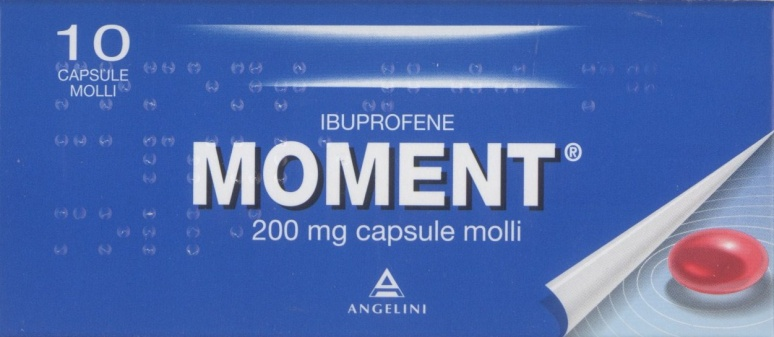 10
CAPSULE
MOLLI
IBUPROFENE
MOMENT®
200 mg capsule molli
ANGELINI